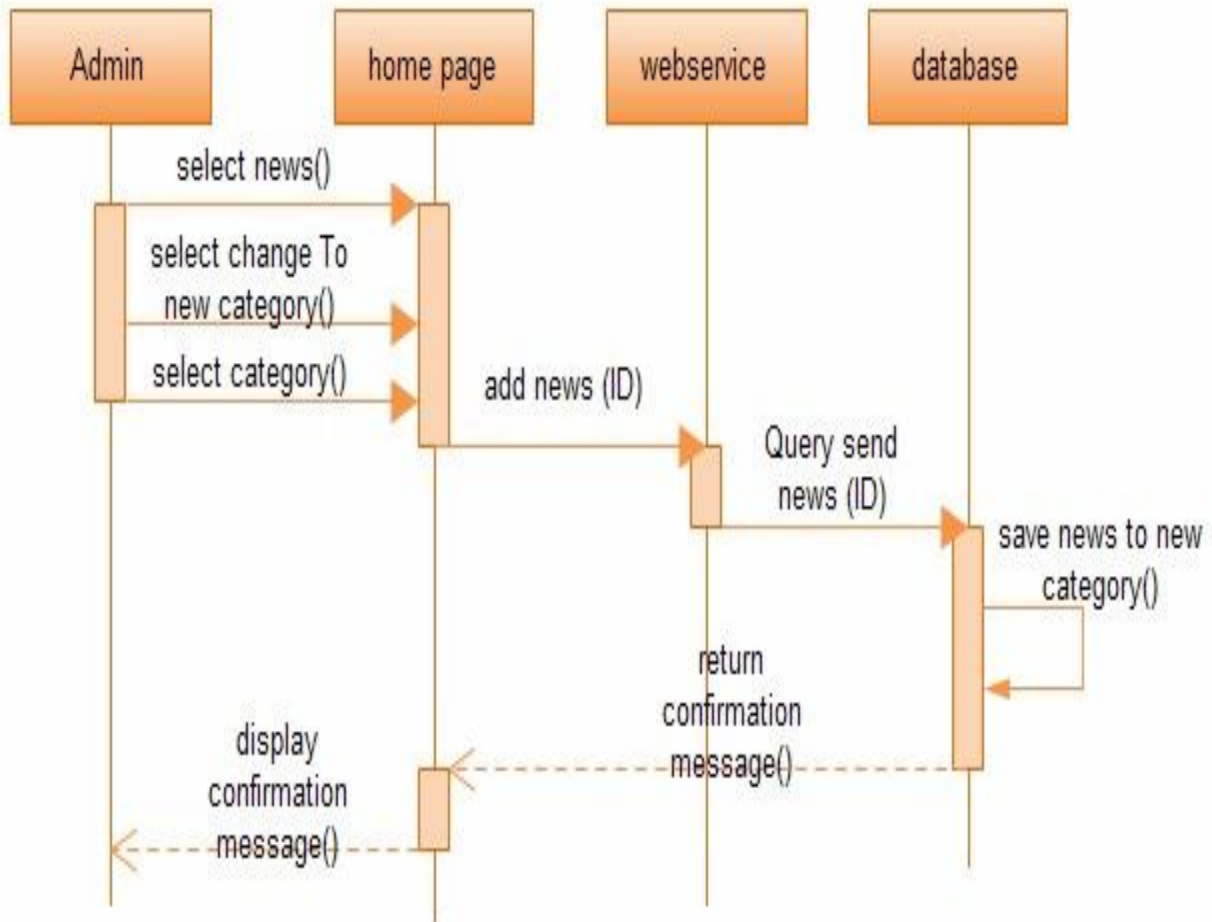 Admin
home page
webservice
database
select news()
select change To
new category()
select category()
add news (ID)
Query send
news (ID)
save news to new
category()
return
confirmation
message()
display
confirmation
message()